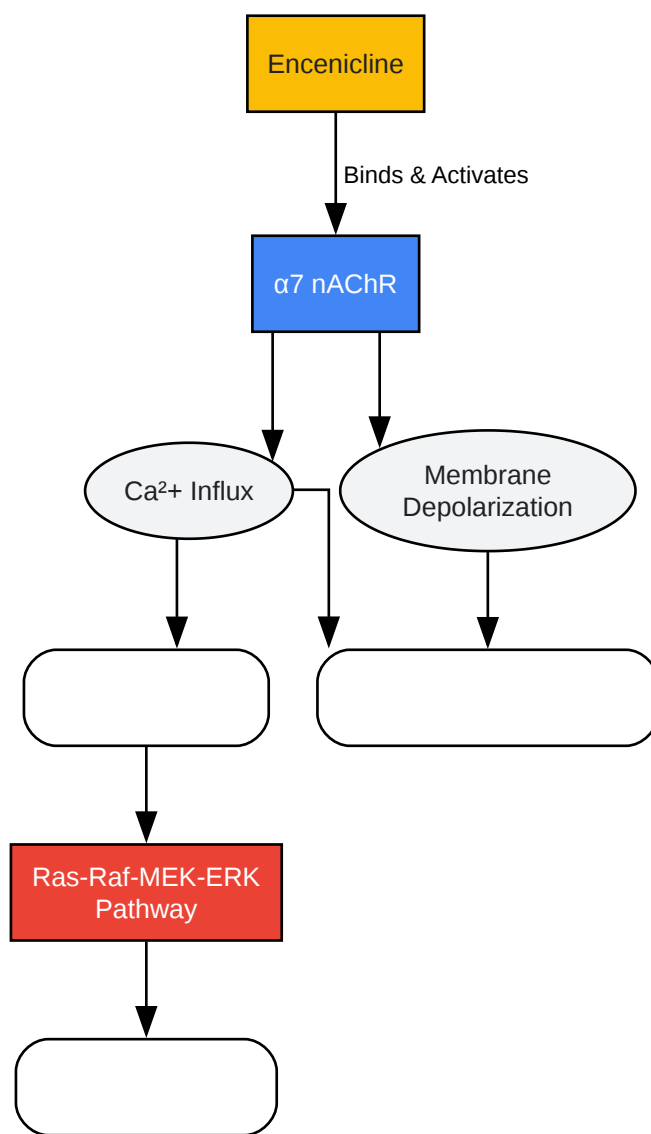 Encenicline
Binds & Activates
α7 nAChR
Ca²+ Influx
Membrane
Depolarization
Ras-Raf-MEK-ERK
Pathway